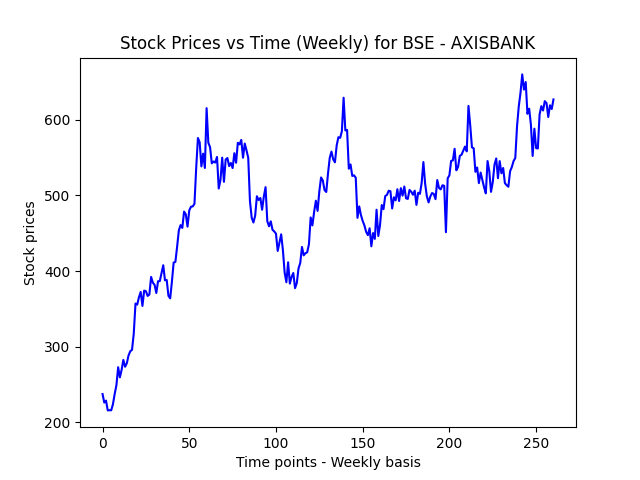 Stock Prices vs Time (Weekly) for BSE - AXISBANK
600
500
400
300
200
Stock prices
0 50 100 150 200 250
Time points - Weekly basis